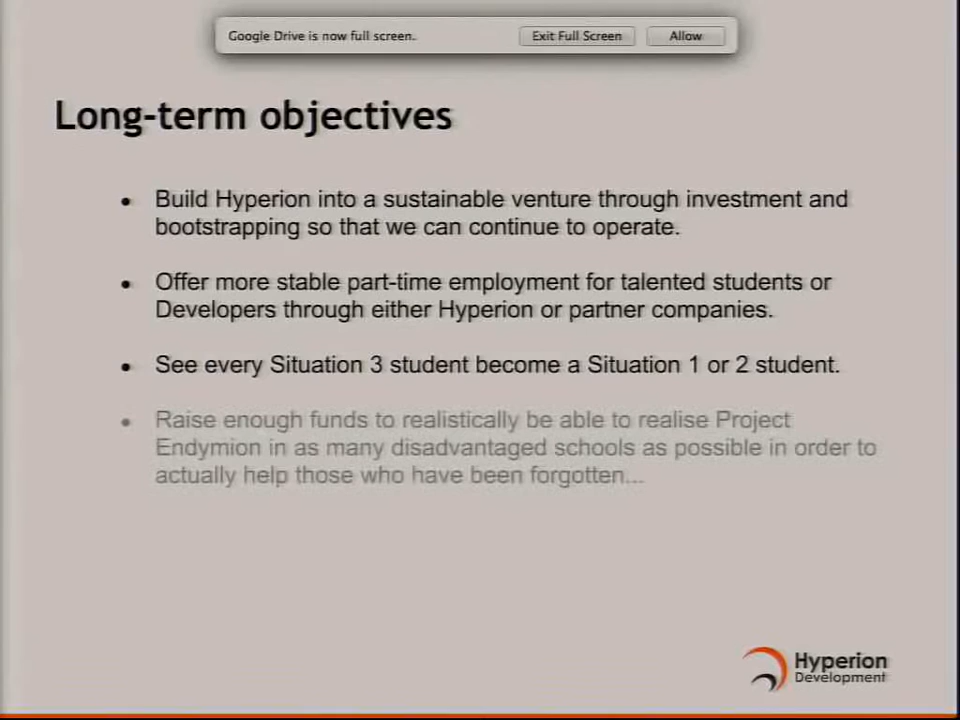 Google Drive is now full screen.
Exit Full Screen
Allow
Long-term objectives
• Build Hyperion into a sustainable venture through investment and
bootstrapping so that we can continue to operate.
• Offer more stable part-time employment for talented students or
Developers through either Hyperion or partner companies.
• See every Situation 3 student become a Situation 1 or 2 student.
• Raise enough funds to realistically be able to realise Project
Endymion in as many disadvantaged schools as possible in order to
actually help those who have been forgotten...
Hyperion
Development